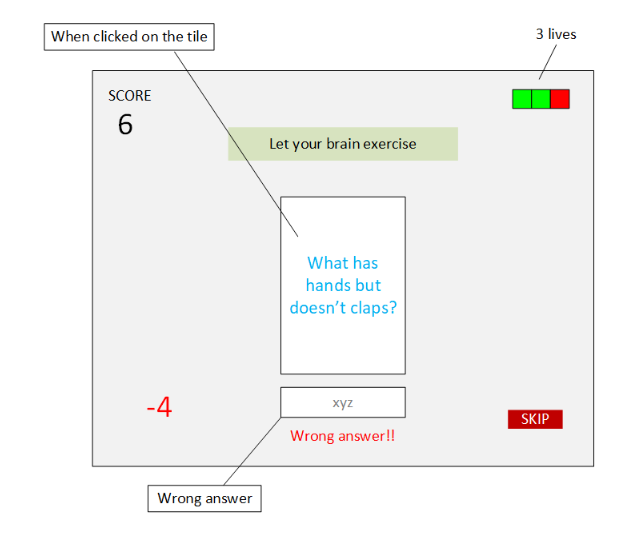 When clicked on the tile
3 lives
SCORE
6
Let your brain exercise
What has
hands but
doesn't claps?
-4
xyz
SKIP
Wrong answer!!
Wrong answer